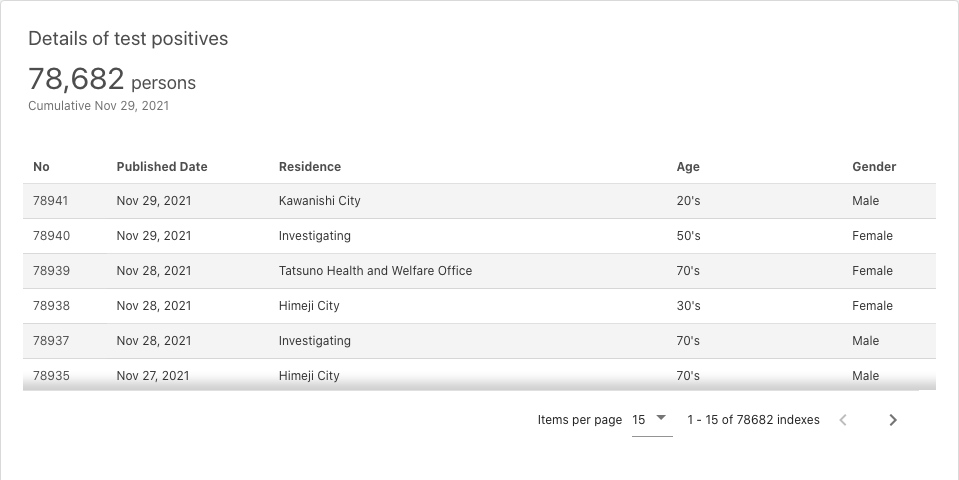 Details of test positives
78,682 persons
Cumulative Nov 29, 2021
No Published Date Residence Age Gender
78941 Nov 29, 2021 Kawanishi City 20's Male
78940 Nov 29, 2021 Investigating 50's Female
78939 Nov 28, 2021 Tatsuno Health and Welfare Office 70's Female
78938 Nov 28, 2021 Himeji City 30's Female
78937 Nov 28, 2021 Investigating 70's Male
78935 Nov 27, 2021 Himeji City 70's Male
Items per page 15 1 - 15 of 78682 indexes